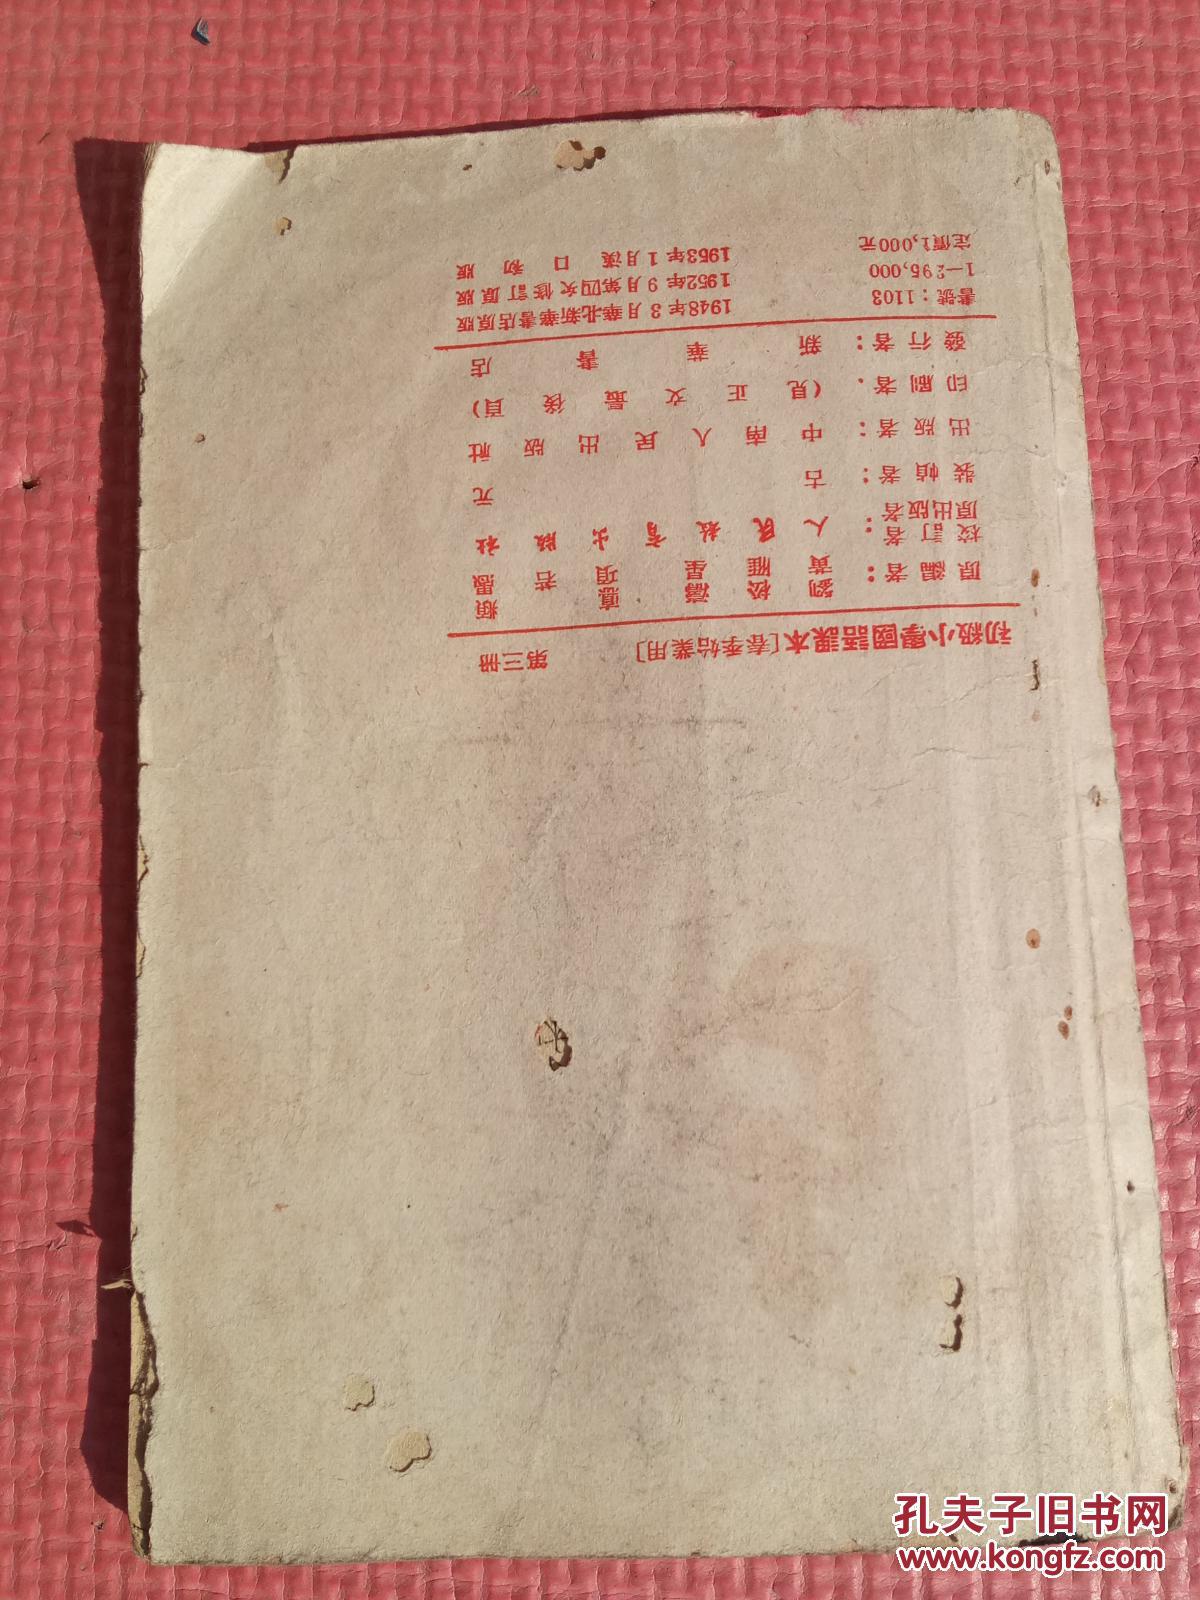 初級小學國語課本〔春季始業用〕 第三冊
原編者：劉松濤 惠頻
黃雁星 項若愚
校訂者
原出版者：人民教育出版社
裝幀者：古元
出版者：中南人民出版社
印刷者．(見正文最後頁)
發行者：新華書店
書號：1103 1948年3月華北新華書店原版
1—295,000 1952年9月第四次修訂原版
定價1,000元 1953年1月漢口初版
孔夫子旧书网
www.kongfz.com